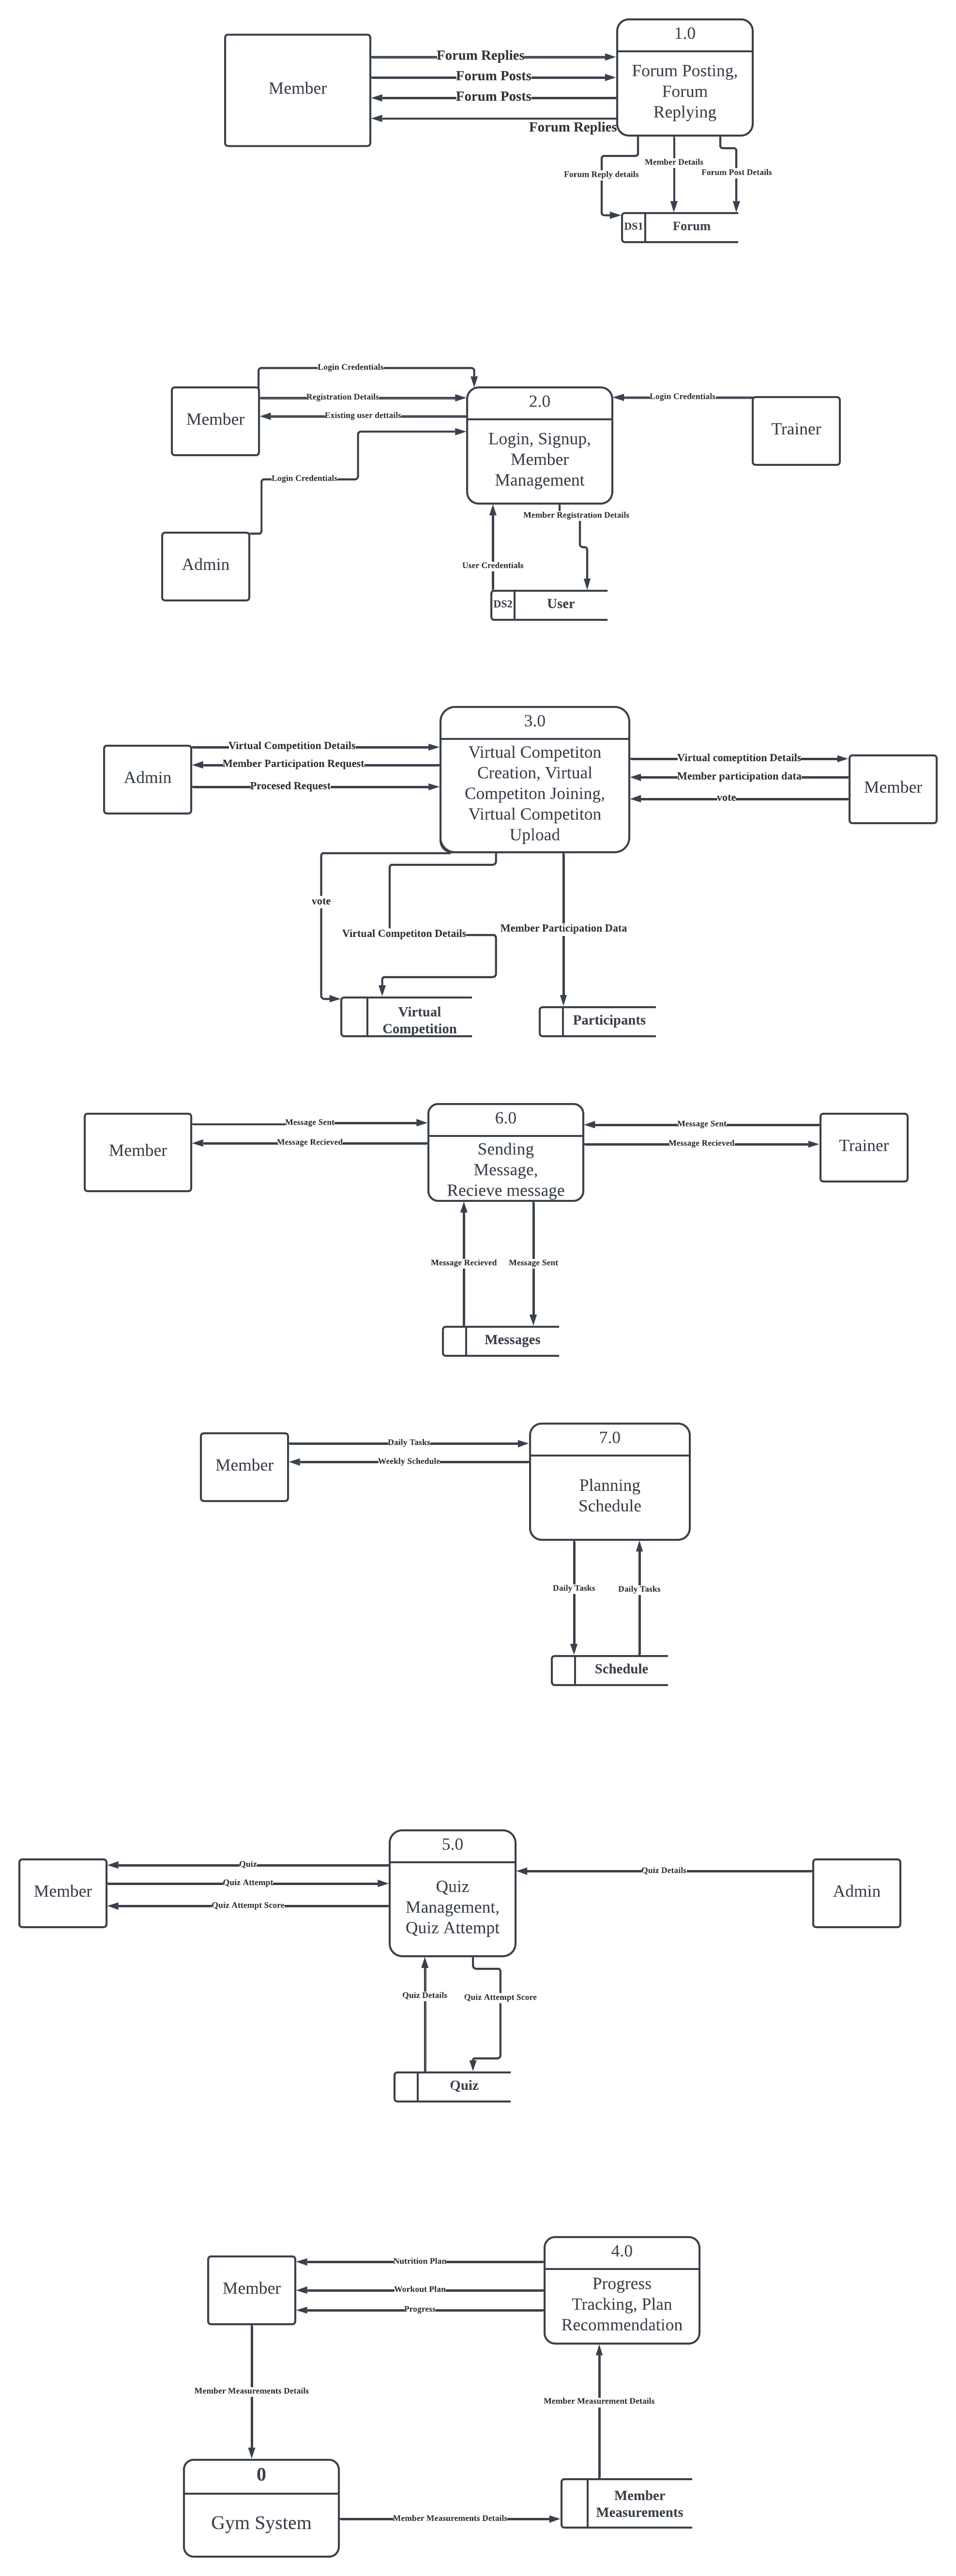 1.0
Member
Forum Posting,
Forum
Replying
Forum Replies
Forum Posts
Forum Posts
Forum Replies
Forum Reply details
Member Details
Forum Post Details
DS1
Forum
Login Credentials
Member
Registration Details
Existing user dettails
2.0
Login, Signup,
Member
Management
Login Credentials
Trainer
Login Credentials
Admin
Member Registration Details
User Credentials
DS2
User
3.0
Admin
Virtual Competition Details
Member Participation Request
Procesed Request
Virtual Competiton
Creation, Virtual
Competiton Joining,
Virtual Competiton
Upload
Virtual comeptition Details
Member participation data
vote
Member
vote
Virtual Competiton Details
Member Participation Data
Virtual
Competition
Participants
6.0
Member
Message Sent
Message Recieved
Sending
Message,
Recieve message
Message Sent
Message Recieved
Trainer
Message Recieved
Message Sent
Messages
7.0
Member
Daily Tasks
Weekly Schedule
Planning
Schedule
Daily Tasks
Daily Tasks
Schedule
5.0
Member
Quiz
Quiz Attempt
Quiz Attempt Score
Quiz
Management,
Quiz Attempt
Quiz Details
Admin
Quiz Details
Quiz Attempt Score
Quiz
4.0
Member
Nutrition Plan
Workout Plan
Progress
Progress
Tracking, Plan
Recommendation
Member Measurements Details
Member Measurement Details
0
Gym System
Member Measurements Details
Member
Measurements